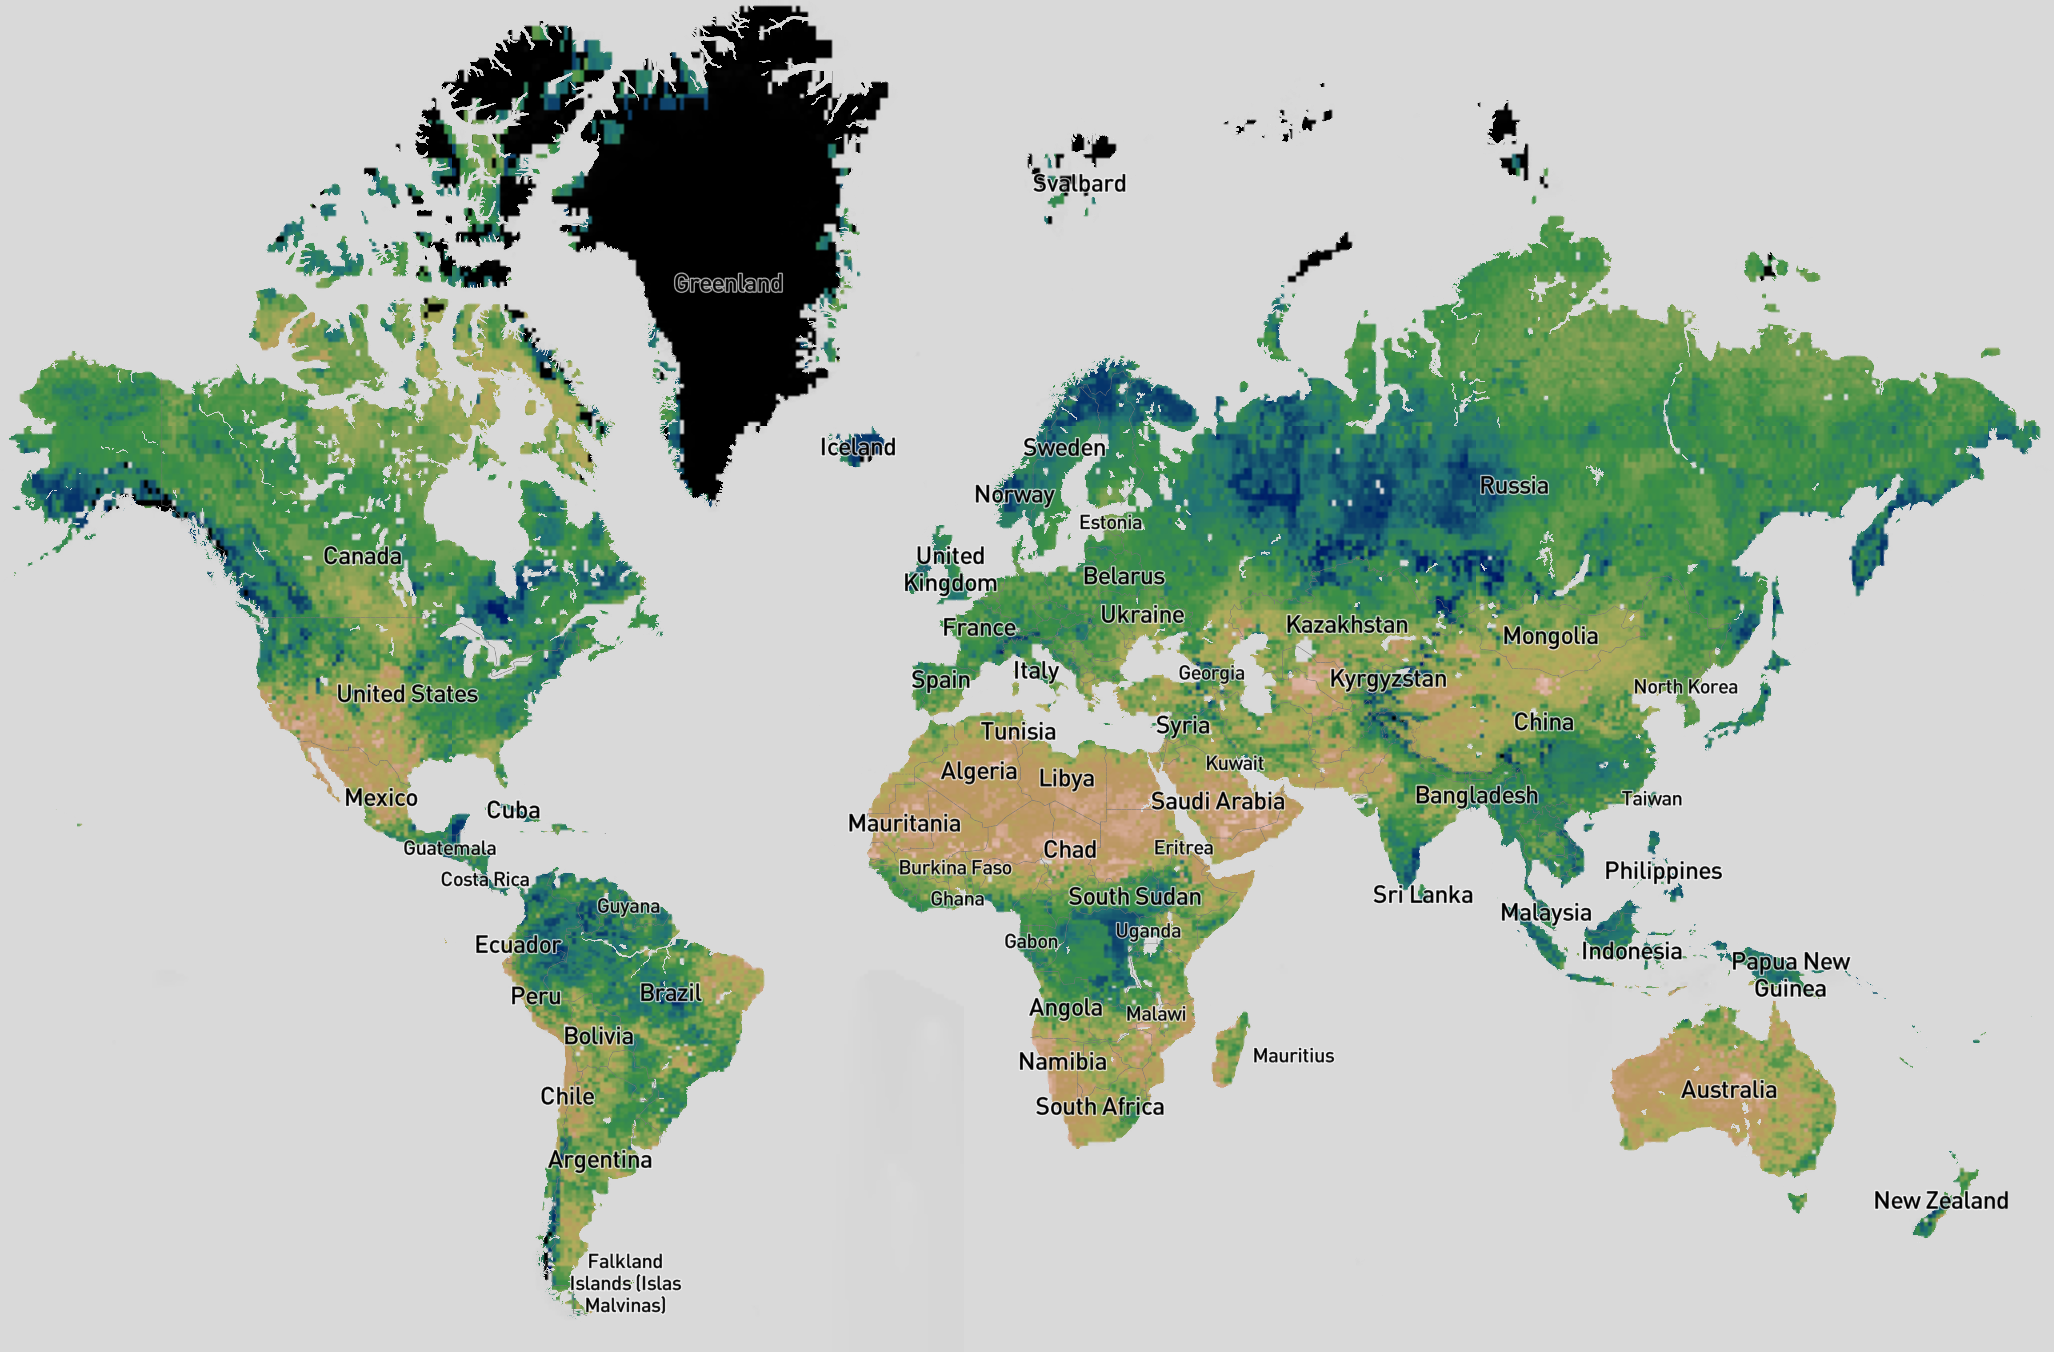 Svalbard
Greenland
Iceland
Sweden
Norway
Russia
Estonia
United
Kingdom
Canada
Belarus
Ukraine
France
Kazakhstan
Mongolia
Italy
Georgia
Spain
Kyrgyzstan
North Korea
United States
China
Syria
Tunisia
Kuwait
Algeria
Libya
Mexico
Saudi Arabia
Bangladesh
Taiwan
Cuba
Mauritania
Guatemala
Chad
Eritrea
Burkina Faso
Philippines
Costa Rica
Sri Lanka
South Sudan
Ghana
Guyana
Malaysia
Uganda
Gabon
Ecuador
Indonesia
Papua New
Guinea
Peru
Brazil
Angola
Malawi
Bolivia
Mauritius
Namibia
Australia
Chile
South Africa
Argentina
New Zealand
Falkland
Islands (Islas
Malvinas)